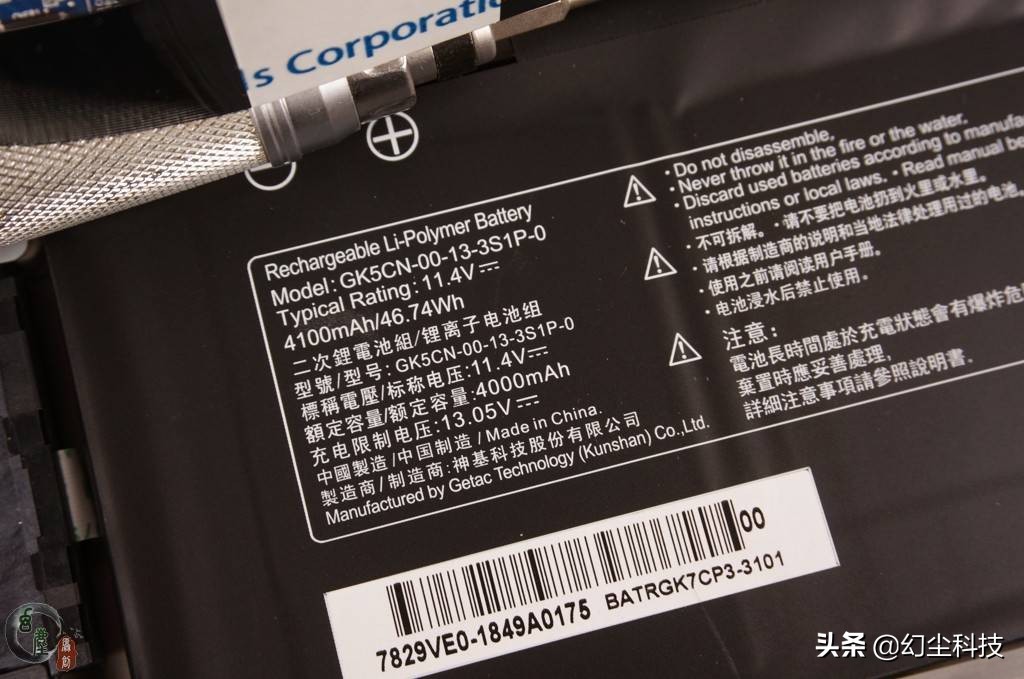 s Corporati
Rechargeable Li-Polymer Battery
Model: GK5CN-00-13-3S1P-0
Typical Rating: 11.4V
4100mAh/46.74Wh
二次鋰電池組/锂离子电池组
型號/型号: GK5CN-00-13-3S1P-0
標稱電壓/标称电压: 11.4V
額定容量/额定容量: 4000mAh
充电限制电压: 13.05V
中國製造/中国制造/Made in China.
製造商/制造商: 神基科技股份有限公司
Manufactured by Getac Technology (Kunshan) Co.,Ltd.
· Do not disassemble.
· Never throw it in the fire or the water.
· Discard used batteries according to manufa
instructions or local laws. · Read manual be
· 不可拆解。 · 请不要把电池扔到火里或水里。
· 请根据制造商的说明和当地法律处理用过的电池。
· 使用之前请阅读用户手册。
· 电池浸水后禁止使用。
注意:
電池長時間處於充電狀態會有爆炸危
棄置時應妥善處理,
詳細注意事項請參照說明書.
00
7829VE0-1849A0175 BATRGK7CP3-3101
头条 @幻尘科技